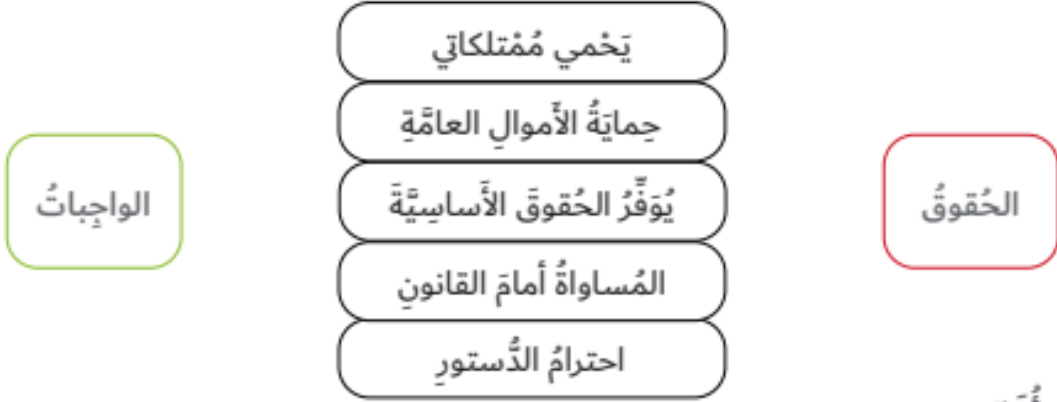 يَحْمي مُمْتلكاتي
حِمايَةُ الأَموالِ العامَّةِ
الحُقوقُ
يُوَفِّرُ الحُقوقَ الأَساسِيَّةَ
الواجِباتُ
المُساواةُ أمامَ القانونِ
احترامُ الدُّستورِ